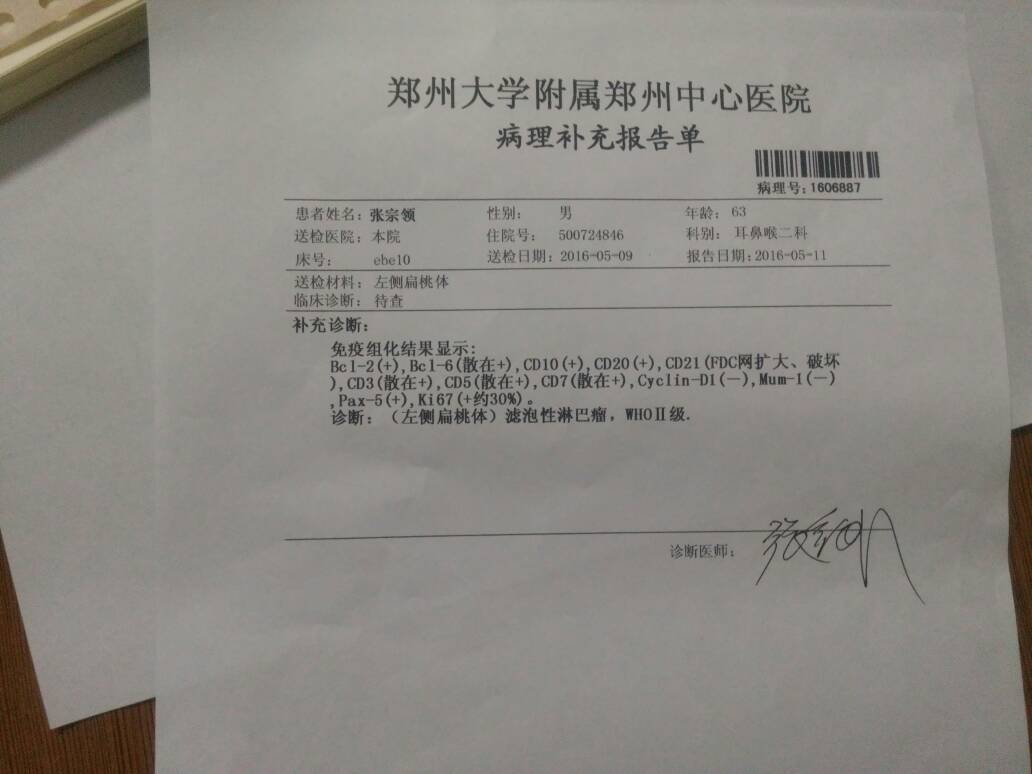 郑州大学附属郑州中心医院
病理补充报告单
病理号：1606887
患者姓名：张宗领 性别： 男 年龄：63
送检医院：本院 住院号： 500724846 科别：耳鼻喉二科
床号： ebe10 送检日期：2016-05-09 报告日期：2016-05-11
送检材料：左侧扁桃体
临床诊断：待查
补充诊断：
免疫组化结果显示：
Bcl-2(+),Bcl-6(散在+),CD10(+),CD20(+),CD21(FDC网扩大、破坏
),CD3(散在+),CD5(散在+),CD7(散在+),Cyclin-D1(－),Mum-1(－)
,Pax-5(+),Ki67(+约30%)。
诊断：（左侧扁桃体）滤泡性淋巴瘤，WHOⅡ级.
诊断医师：